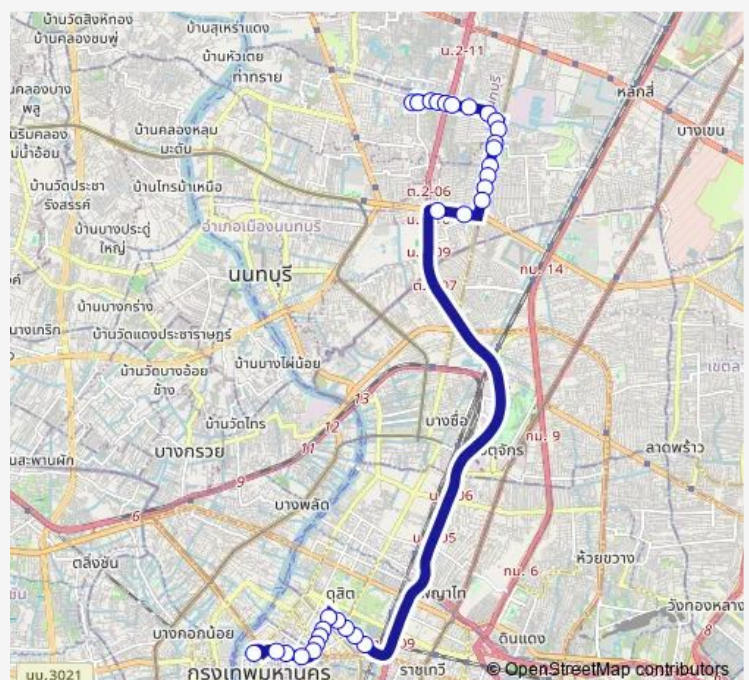 บ้านวัดสิงห์ทอง
บ้านคลองชมพู่
บ้านสุเหร่าแดง
บ้านหัวเตย
ท่าทราย
น.2-11
หลักสี่
บางเขน
บ้านคลองหลุม
มะดัน
บ้านวัดประชา
รังสรรค์
บ้านไทรม้าเหนือ
ต.2-06
บ้านบางประดู่
ใหญ่
อำเภอเมืองนนทบุรี
นนทบุรี
กม. 14
บ้านบางกร่าง
บ้านวัดแดงประชาราษฎร์
บ้านวัดบางอ้อย
ช้าง
บ้านบางไผ่น้อย
13
12
11
9
6
บ้านวัดไทร
บางซื่อ
กม. 9
บางกรวย
ลาดพร้าว
บางพลัด
ตลิ่งชัน
ห้วยขวาง
กม. 6
ดุสิต
วังทองหลาง
บางกอกน้อย
ดินแดง
8
กรุงเทพมหานคร
ราชเทวี
นบ.3021
© OpenStreetMap contributors